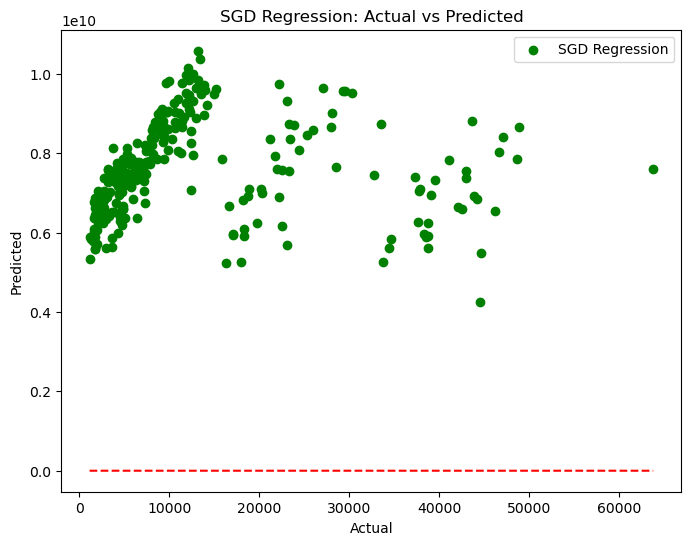 SGD Regression: Actual vs Predicted
1e10
SGD Regression
1.0
0.8
0.6
0.4
0.2
0.0
Predicted
0 10000 20000 30000 40000 50000 60000
Actual